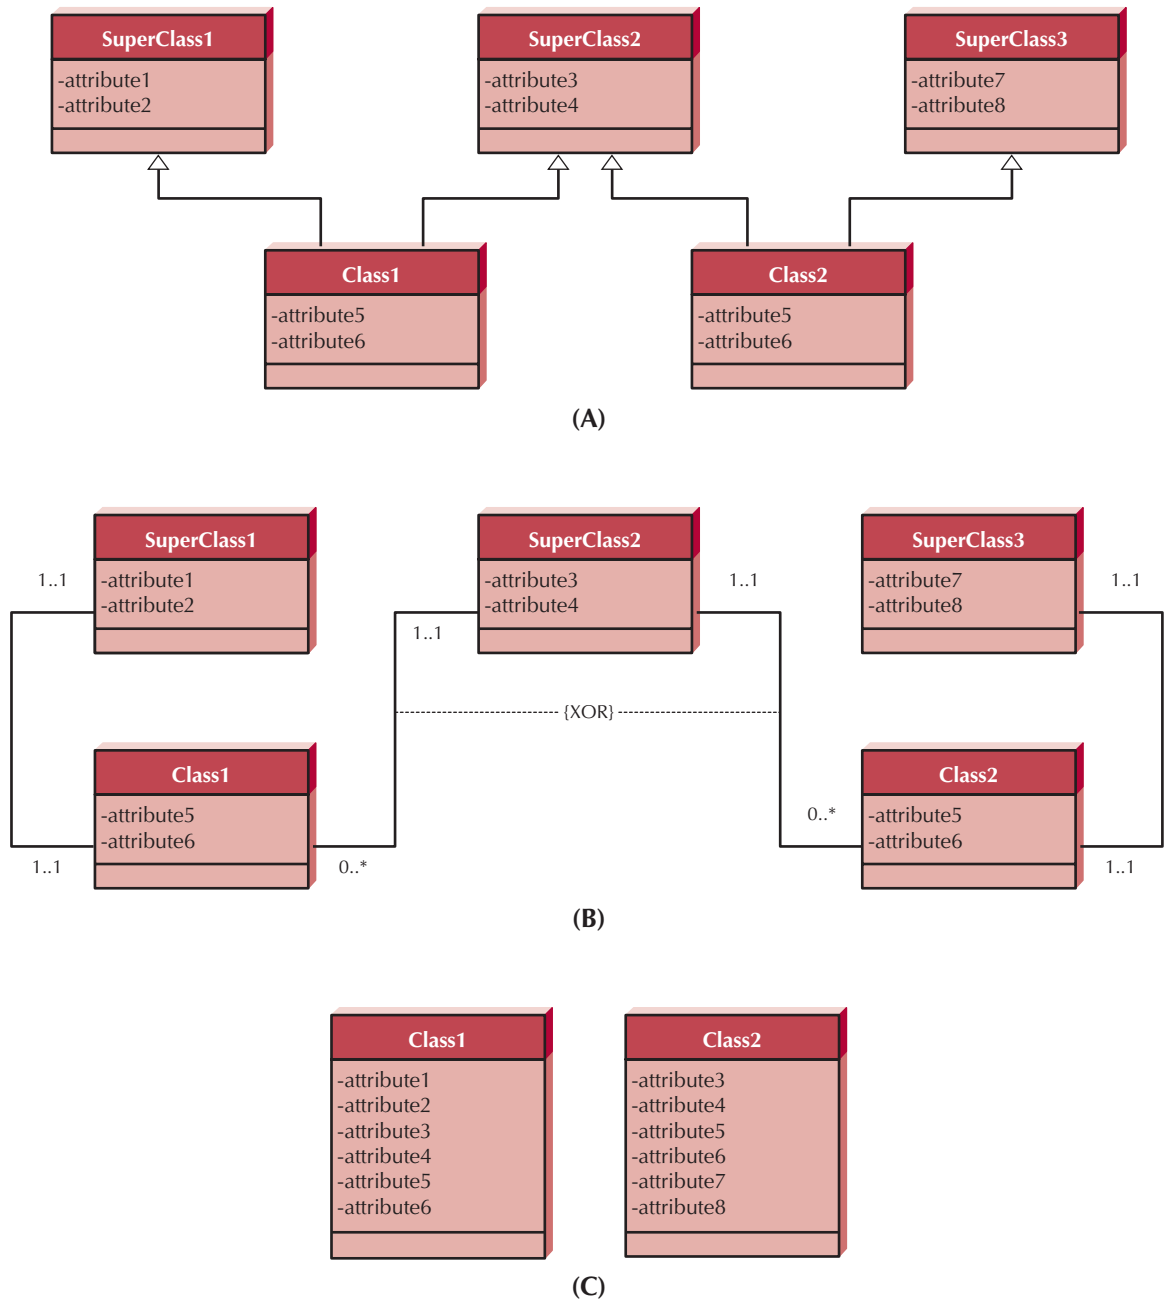 SuperClass1
-attribute1
-attribute2
SuperClass2
-attribute3
-attribute4
SuperClass3
-attribute7
-attribute8
Class1
-attribute5
-attribute6
Class2
-attribute5
-attribute6
(A)
SuperClass1
-attribute1
-attribute2
1..1
SuperClass2
-attribute3
-attribute4
1..1
1..1
SuperClass3
-attribute7
-attribute8
1..1
{XOR}
Class1
-attribute5
-attribute6
1..1
0..*
Class2
-attribute5
-attribute6
0..*
1..1
(B)
Class1
-attribute1
-attribute2
-attribute3
-attribute4
-attribute5
-attribute6
Class2
-attribute3
-attribute4
-attribute5
-attribute6
-attribute7
-attribute8
(C)